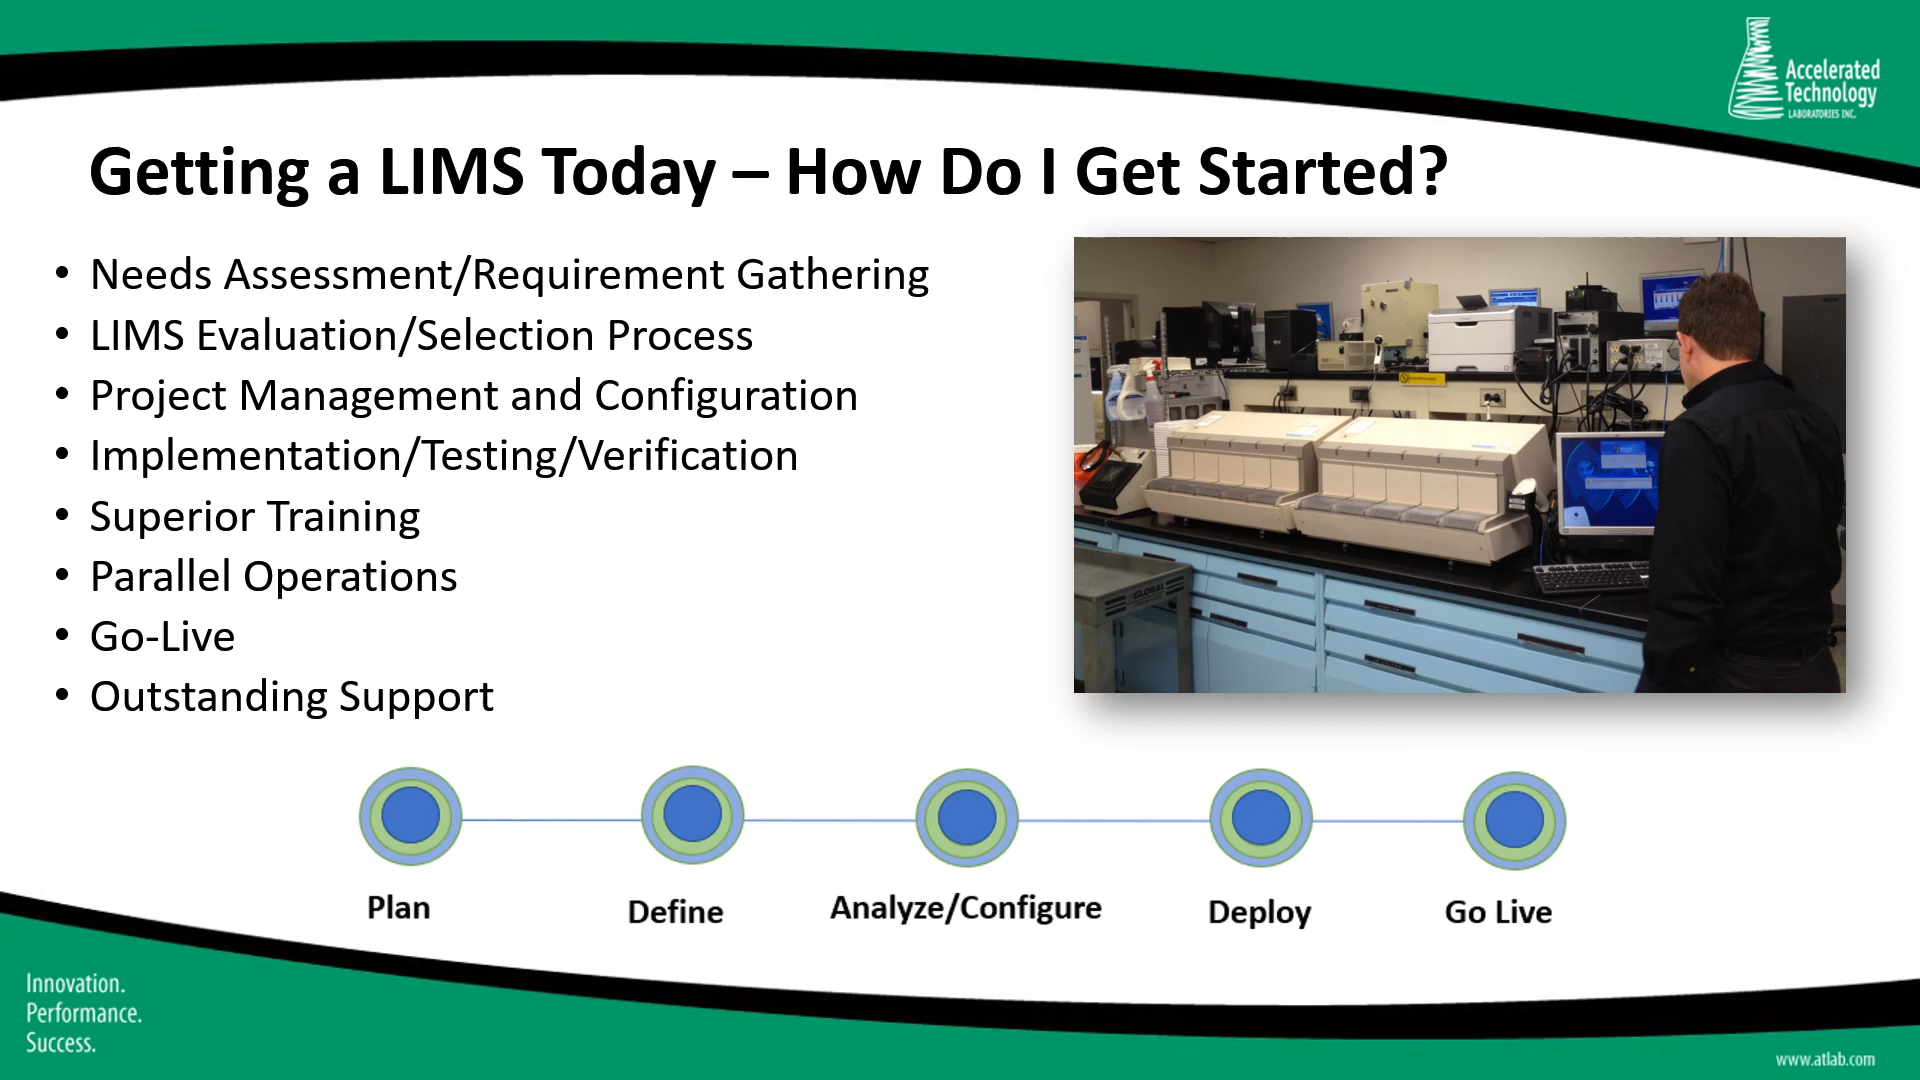 Accelerated
Technology
LABORATORIES INC.
Getting a LIMS Today – How Do I Get Started?
• Needs Assessment/Requirement Gathering
• LIMS Evaluation/Selection Process
• Project Management and Configuration
• Implementation/Testing/Verification
• Superior Training
• Parallel Operations
• Go-Live
• Outstanding Support
GLOBAL
Plan
Define
Analyze/Configure
Deploy
Go Live
Innovation.
Performance.
Success.
www.atlab.com